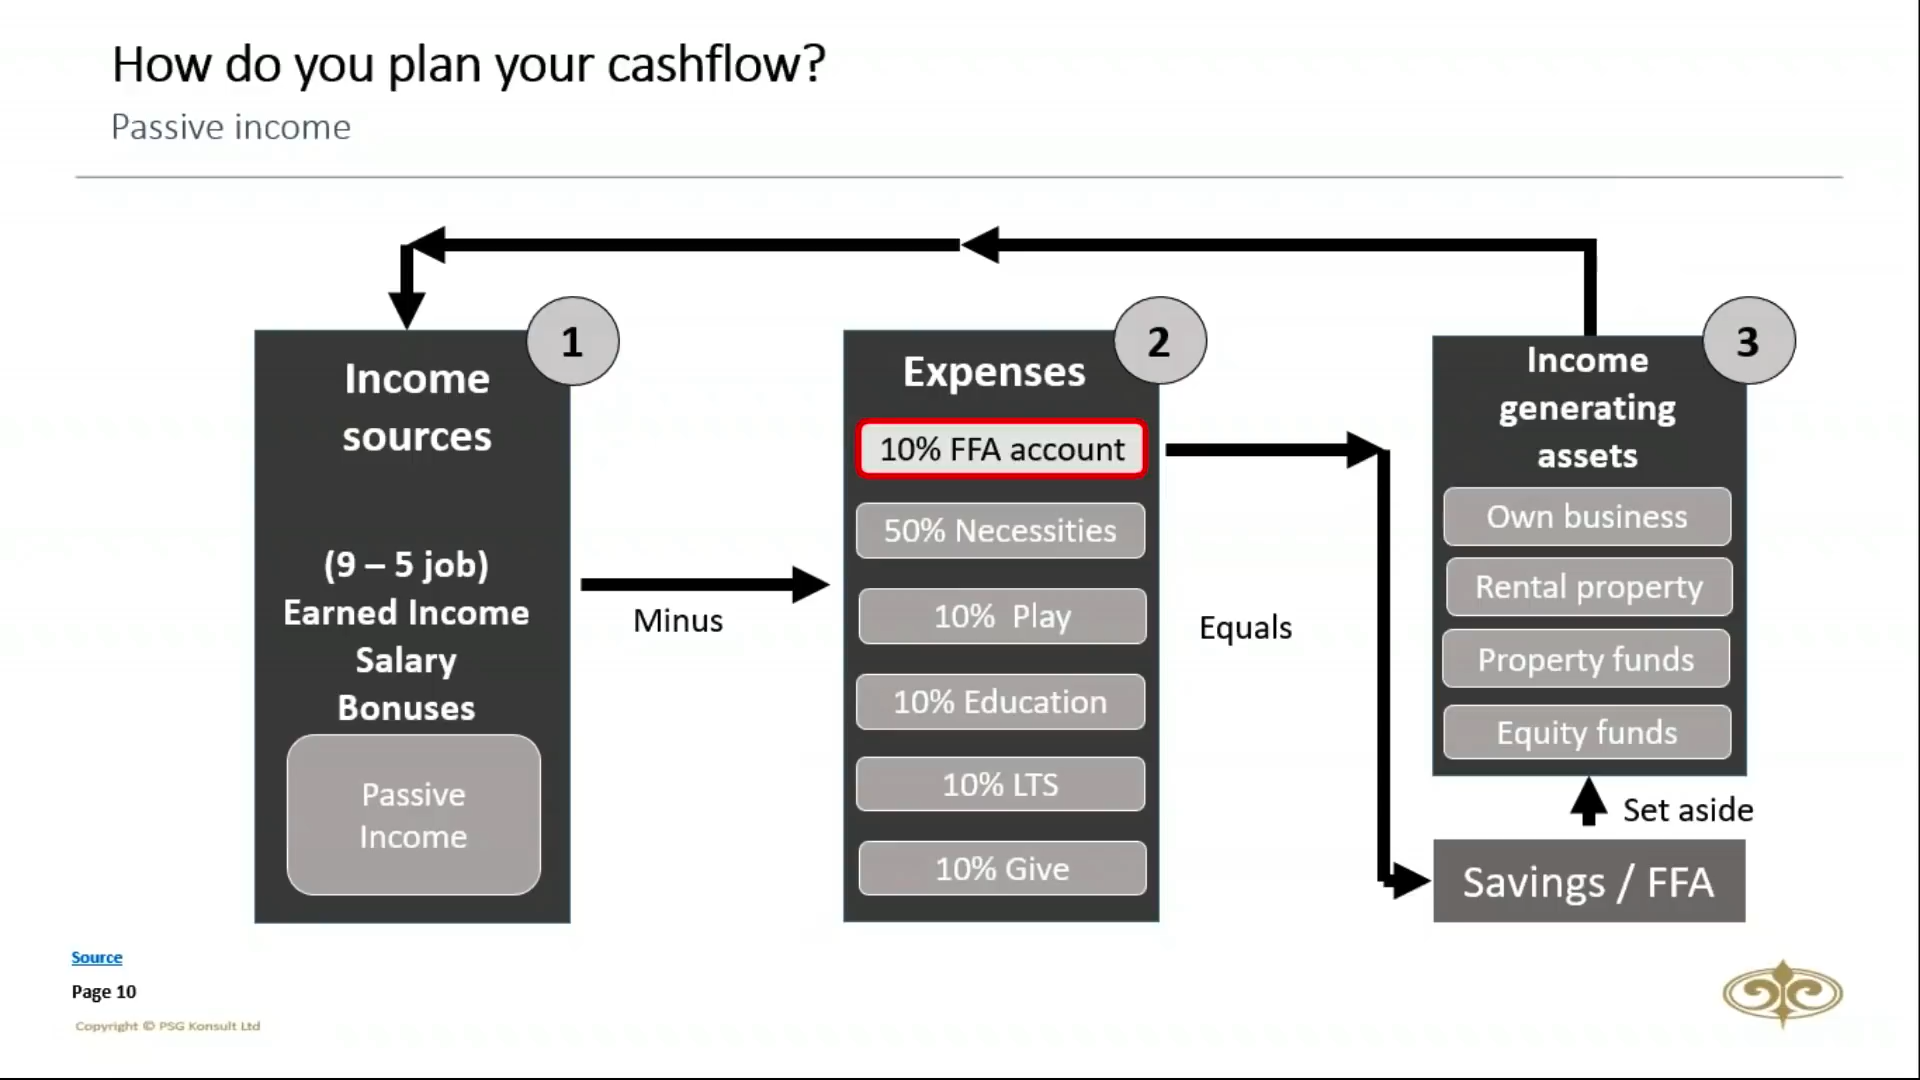 How do you plan your cashflow?
Passive income
1
Income
sources
(9 – 5 job)
Earned Income
Salary
Bonuses
Passive
Income
Minus
2
Expenses
10% FFA account
50% Necessities
10%  Play
10% Education
10% LTS
10% Give
Equals
3
Income
generating
assets
Own business
Rental property
Property funds
Equity funds
Set aside
Savings / FFA
Source
Page 10
Copyright © PSG Konsult Ltd